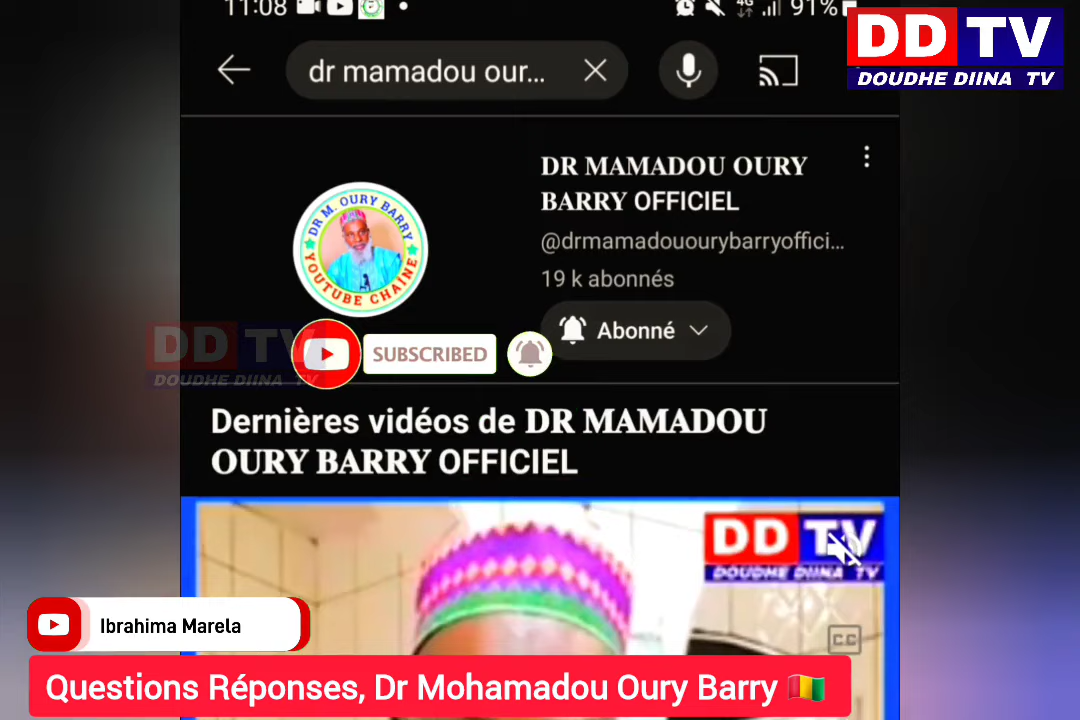 11:08
4G
91%
DD TV
DOUDHE DIINA TV
dr mamadou our...
DR MAMADOU OURY
BARRY OFFICIEL
@drmamadouourybarryoffici...
19 k abonnés
Abonné
DR M. OURY BARRY
YOUTUBE CHAÎNE
DD TV
DOUDHE DIINA TV
SUBSCRIBED
Dernières vidéos de DR MAMADOU
OURY BARRY OFFICIEL
DD TV
DOUDHE DIINA TV
CC
Ibrahima Marela
Questions Réponses, Dr Mohamadou Oury Barry